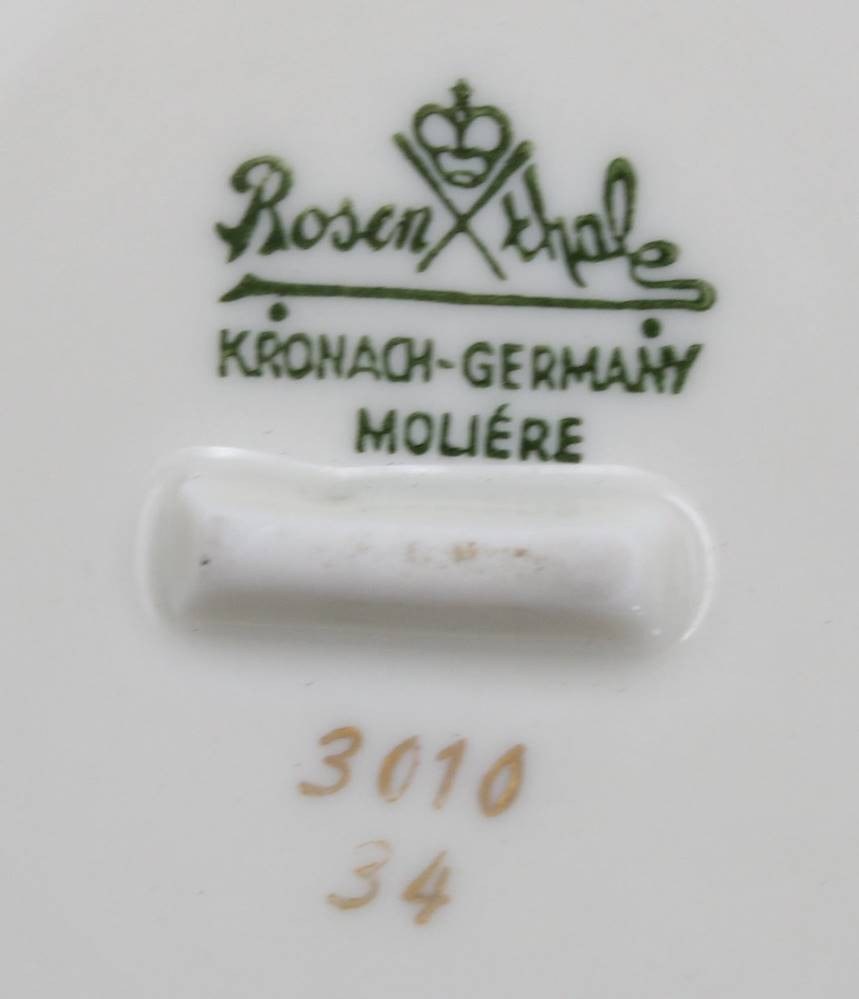 Rosenthal
KRONACH-GERMANY
MOLIÉRE
3010
34